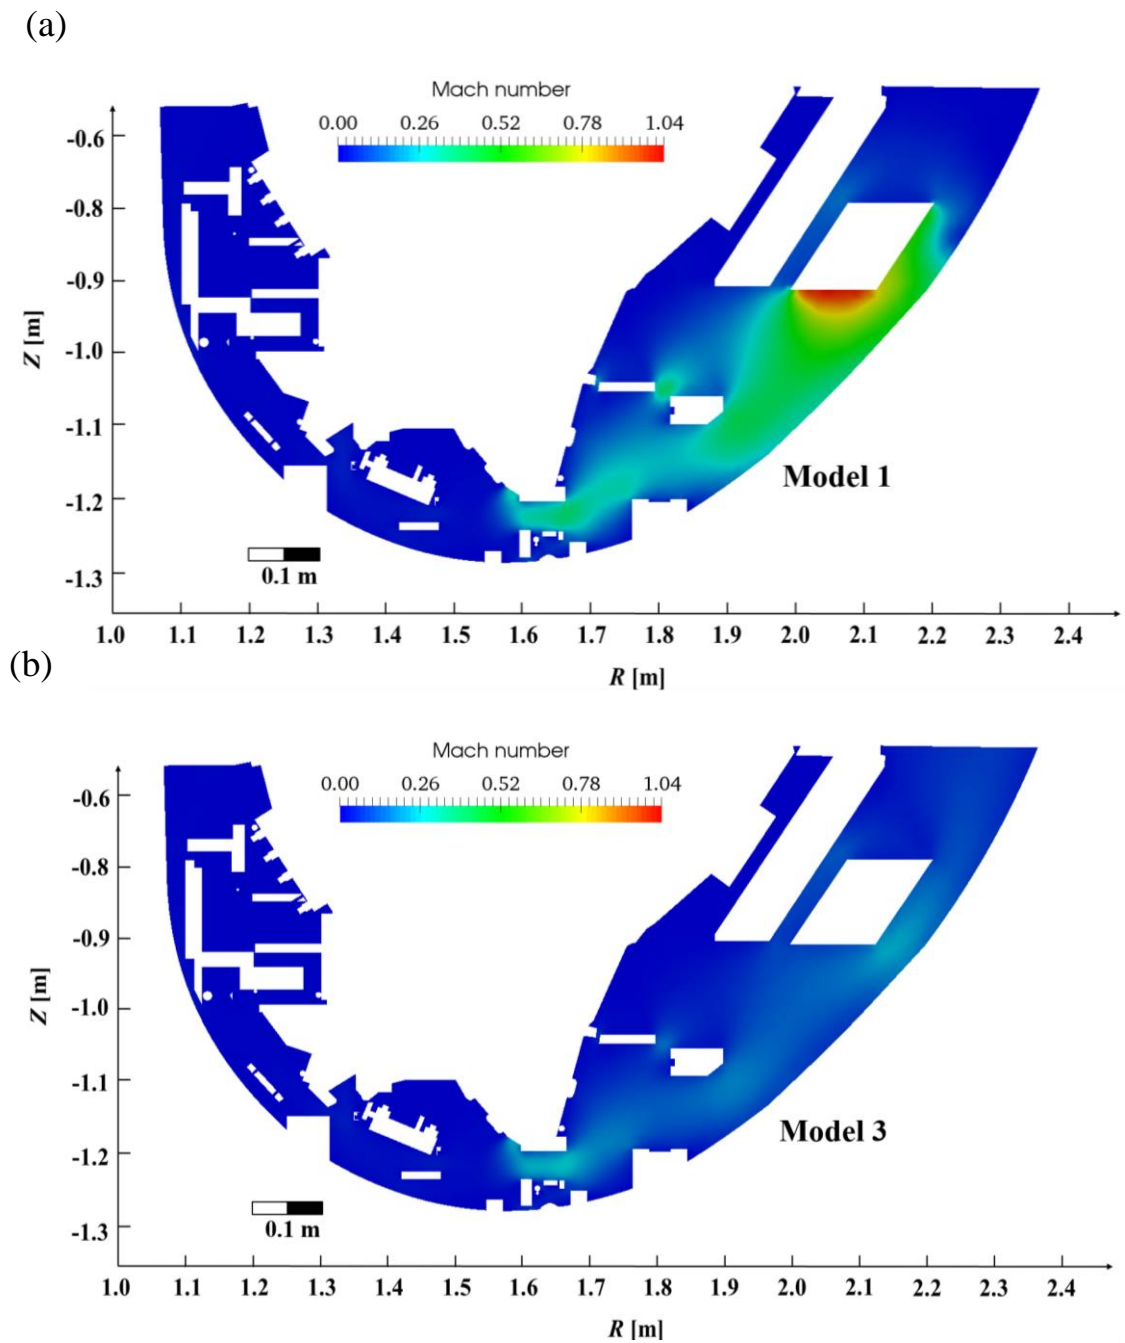 (a)
Mach number
0.00 0.26 0.52 0.78 1.04
-0.6
-0.8
-0.9
Z [m]
-1.0
-1.1
Model 1
-1.2
0.1 m
-1.3
1.0 1.1 1.2 1.3 1.4 1.5 1.6 1.7 1.8 1.9 2.0 2.1 2.2 2.3 2.4
R [m]
(b)
Mach number
0.00 0.26 0.52 0.78 1.04
-0.6
-0.8
-0.9
Z [m]
-1.0
-1.1
Model 3
-1.2
0.1 m
-1.3
1.0 1.1 1.2 1.3 1.4 1.5 1.6 1.7 1.8 1.9 2.0 2.1 2.2 2.3 2.4
R [m]